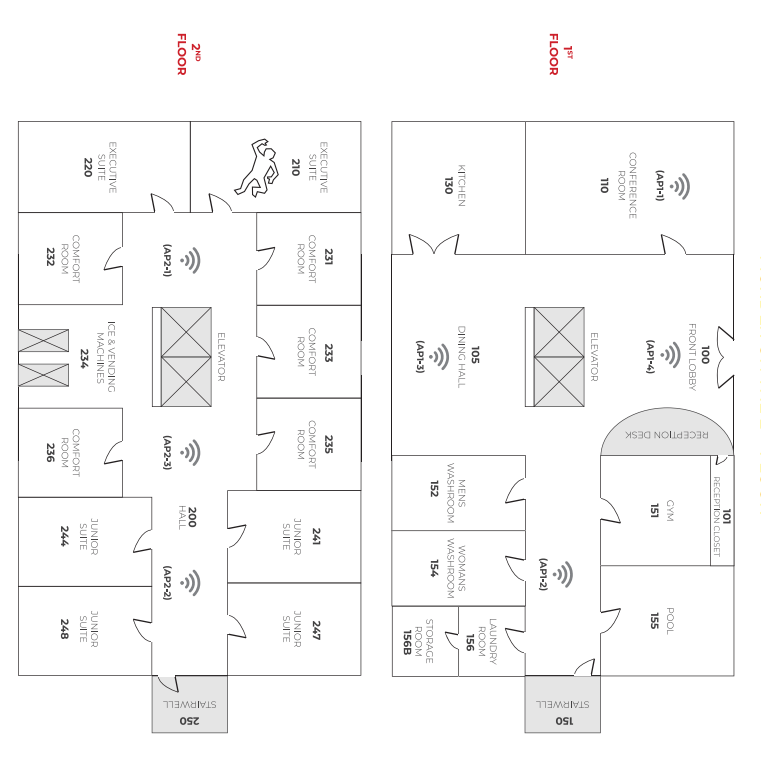 2ND
FLOOR
EXECUTIVE
SUITE
220
EXECUTIVE
SUITE
210
COMFORT
ROOM
232
(AP2-1)
COMFORT
ROOM
231
ICE & VENDING
MACHINES
234
ELEVATOR
COMFORT
ROOM
233
COMFORT
ROOM
236
(AP2-3)
COMFORT
ROOM
235
JUNIOR
SUITE
244
200
HALL
JUNIOR
SUITE
241
JUNIOR
SUITE
248
(AP2-2)
JUNIOR
SUITE
247
STAIRWELL
250
1ST
FLOOR
KITCHEN
130
CONFERENCE
ROOM
110
(AP1-1)
DINING HALL
105
(AP1-3)
ELEVATOR
FRONT LOBBY
100
(AP1-4)
RECEPTION DESK
MENS
WASHROOM
152
GYM
151
101
RECEPTION CLOSET
WOMANS
WASHROOM
154
(AP1-2)
STORAGE
ROOM
156B
LAUNDRY
ROOM
156
POOL
155
STAIRWELL
150